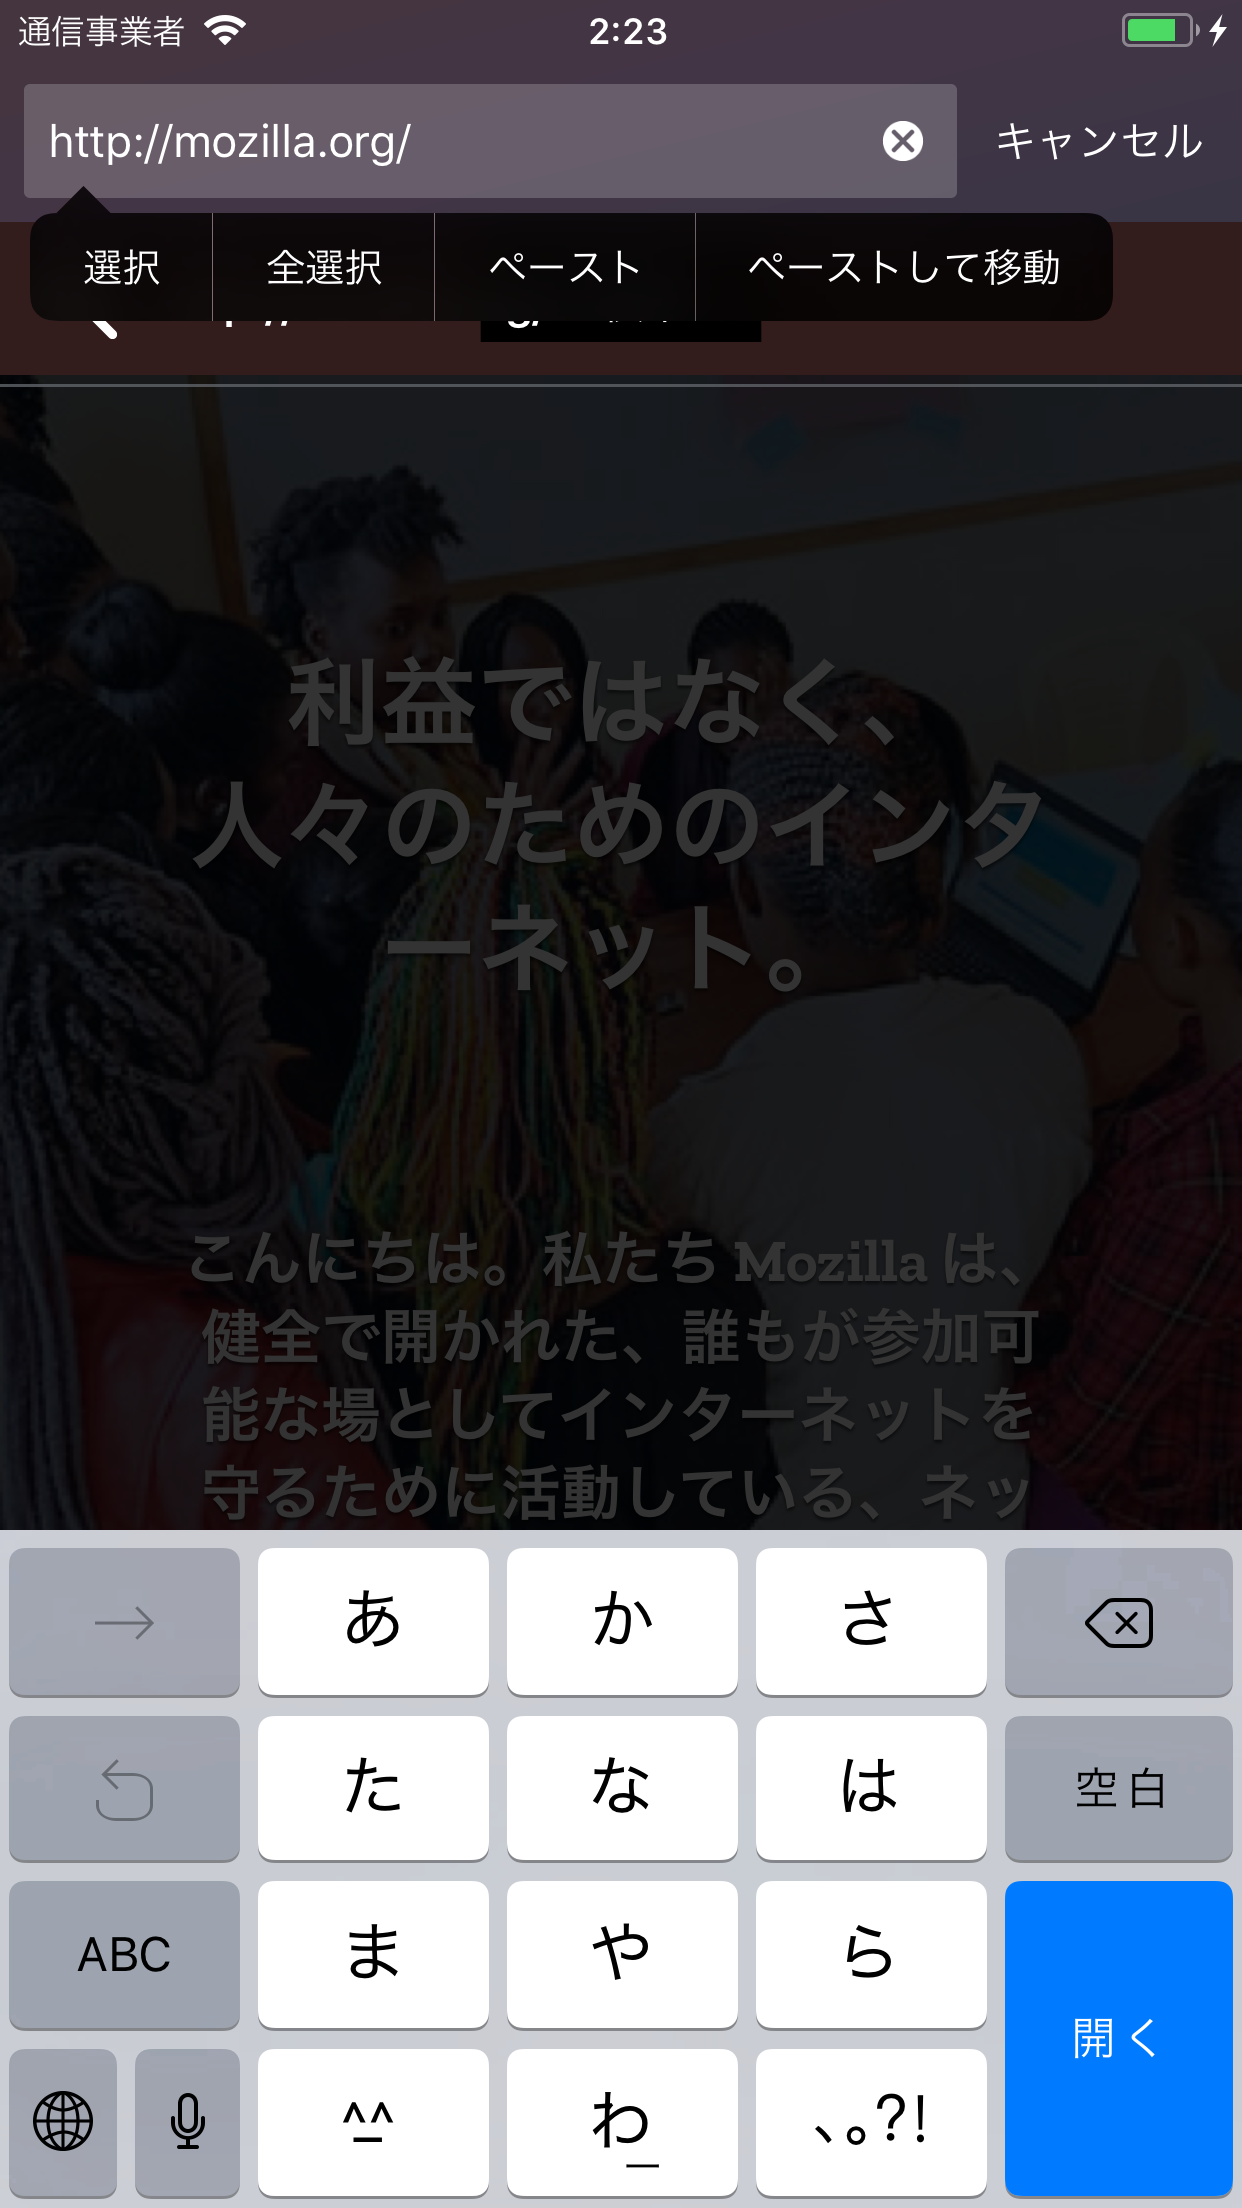 通信事業者 2:23
http://mozilla.org/ キャンセル
選択 全選択 ペースト ペーストして移動
利益ではなく、
人々のためのインタ
ーネット。
こんにちは。私たち Mozilla は、
健全で開かれた、誰もが参加可
能な場としてインターネットを
守るために活動している、ネッ
→ あ か さ
た な は 空白
ABC ま や ら
開く
^^ わ 、。?!